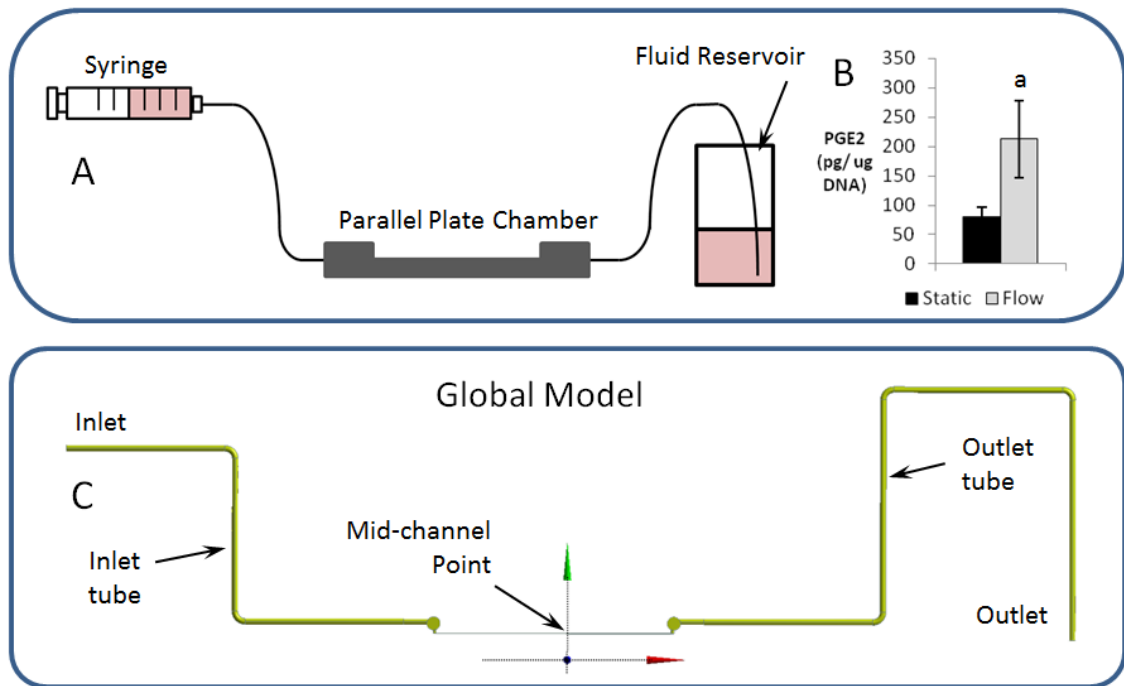 Syringe
A
Parallel Plate Chamber
Fluid Reservoir
B
350
300
250
200
150
100
50
0
PGE2
(pg/ ug
DNA)
a
Static Flow
Global Model
Inlet
C
Inlet
tube
Mid-channel
Point
Outlet
tube
Outlet